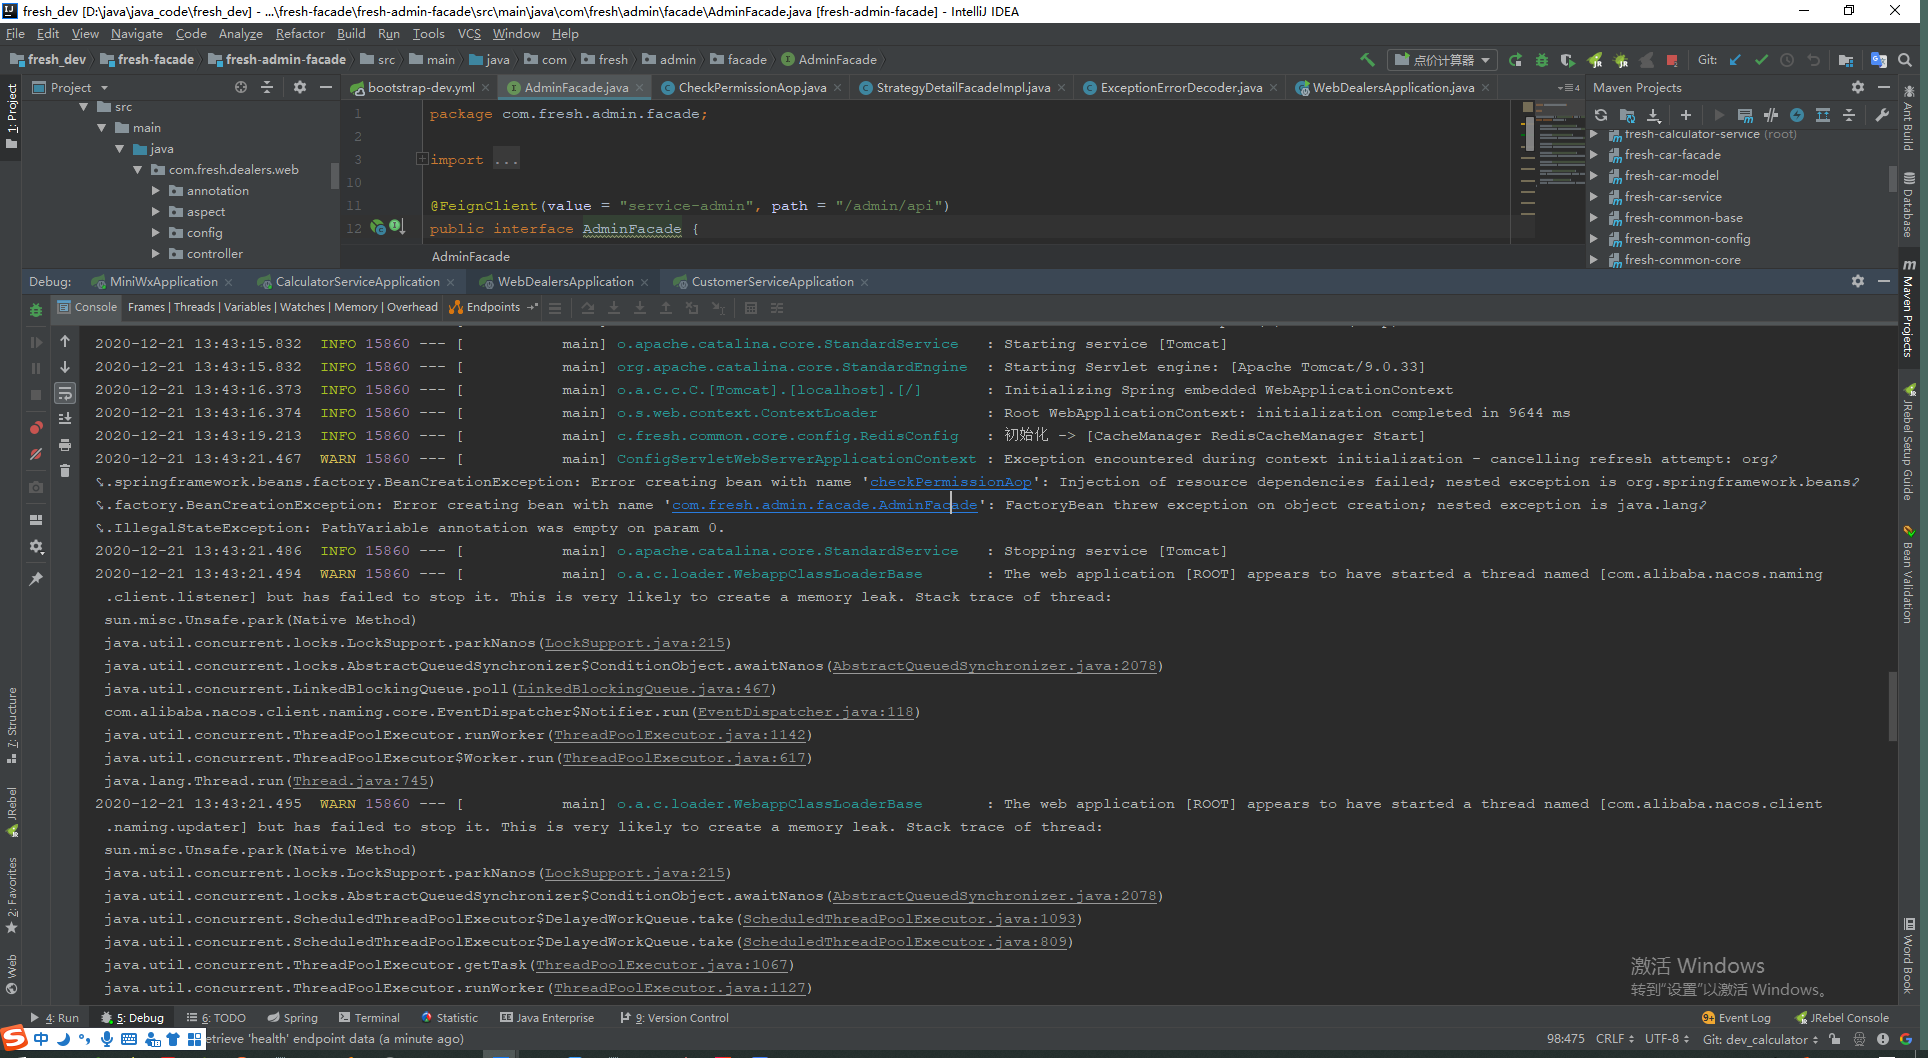 fresh_dev [D:\java\java_code\fresh_dev] - ...\fresh-facade\fresh-admin-facade\src\main\java\com\fresh\admin\facade\AdminFacade.java [fresh-admin-facade] - IntelliJ IDEA
File Edit View Navigate Code Analyze Refactor Build Run Tools VCS Window Help
fresh_dev fresh-facade fresh-admin-facade src main java com fresh admin facade AdminFacade 点价计算器 Git:
Project bootstrap-dev.yml AdminFacade.java CheckPermissionAop.java StrategyDetailFacadeImpl.java ExceptionErrorDecoder.java WebDealersApplication.java Maven Projects
1: Project
src
main
java
com.fresh.dealers.web
annotation
aspect
config
controller
1 package com.fresh.admin.facade;
2
3 import ...
10
11 @FeignClient(value = "service-admin", path = "/admin/api")
12 public interface AdminFacade {
AdminFacade
fresh-calculator-service (root)
fresh-car-facade
fresh-car-model
fresh-car-service
fresh-common-base
fresh-common-config
fresh-common-core
Ant Build
Database
Maven Projects
JRebel Setup Guide
Bean Validation
Word Book
Debug: MiniWxApplication CalculatorServiceApplication WebDealersApplication CustomerServiceApplication
Console Frames | Threads | Variables | Watches | Memory | Overhead Endpoints
2020-12-21 13:43:15.832 INFO 15860 --- [ main] o.apache.catalina.core.StandardService : Starting service [Tomcat]
2020-12-21 13:43:15.832 INFO 15860 --- [ main] org.apache.catalina.core.StandardEngine : Starting Servlet engine: [Apache Tomcat/9.0.33]
2020-12-21 13:43:16.373 INFO 15860 --- [ main] o.a.c.c.C.[Tomcat].[localhost].[/] : Initializing Spring embedded WebApplicationContext
2020-12-21 13:43:16.374 INFO 15860 --- [ main] o.s.web.context.ContextLoader : Root WebApplicationContext: initialization completed in 9644 ms
2020-12-21 13:43:19.213 INFO 15860 --- [ main] c.fresh.common.core.config.RedisConfig : 初始化 -> [CacheManager RedisCacheManager Start]
2020-12-21 13:43:21.467 WARN 15860 --- [ main] ConfigServletWebServerApplicationContext : Exception encountered during context initialization - cancelling refresh attempt: org
.springframework.beans.factory.BeanCreationException: Error creating bean with name 'checkPermissionAop': Injection of resource dependencies failed; nested exception is org.springframework.beans
.factory.BeanCreationException: Error creating bean with name 'com.fresh.admin.facade.AdminFacade': FactoryBean threw exception on object creation; nested exception is java.lang
.IllegalStateException: PathVariable annotation was empty on param 0.
2020-12-21 13:43:21.486 INFO 15860 --- [ main] o.apache.catalina.core.StandardService : Stopping service [Tomcat]
2020-12-21 13:43:21.494 WARN 15860 --- [ main] o.a.c.loader.WebappClassLoaderBase : The web application [ROOT] appears to have started a thread named [com.alibaba.nacos.naming
.client.listener] but has failed to stop it. This is very likely to create a memory leak. Stack trace of thread:
sun.misc.Unsafe.park(Native Method)
java.util.concurrent.locks.LockSupport.parkNanos(LockSupport.java:215)
java.util.concurrent.locks.AbstractQueuedSynchronizer$ConditionObject.awaitNanos(AbstractQueuedSynchronizer.java:2078)
java.util.concurrent.LinkedBlockingQueue.poll(LinkedBlockingQueue.java:467)
com.alibaba.nacos.client.naming.core.EventDispatcher$Notifier.run(EventDispatcher.java:118)
java.util.concurrent.ThreadPoolExecutor.runWorker(ThreadPoolExecutor.java:1142)
java.util.concurrent.ThreadPoolExecutor$Worker.run(ThreadPoolExecutor.java:617)
java.lang.Thread.run(Thread.java:745)
2020-12-21 13:43:21.495 WARN 15860 --- [ main] o.a.c.loader.WebappClassLoaderBase : The web application [ROOT] appears to have started a thread named [com.alibaba.nacos.client
.naming.updater] but has failed to stop it. This is very likely to create a memory leak. Stack trace of thread:
sun.misc.Unsafe.park(Native Method)
java.util.concurrent.locks.LockSupport.parkNanos(LockSupport.java:215)
java.util.concurrent.locks.AbstractQueuedSynchronizer$ConditionObject.awaitNanos(AbstractQueuedSynchronizer.java:2078)
java.util.concurrent.ScheduledThreadPoolExecutor$DelayedWorkQueue.take(ScheduledThreadPoolExecutor.java:1093)
java.util.concurrent.ScheduledThreadPoolExecutor$DelayedWorkQueue.take(ScheduledThreadPoolExecutor.java:809)
java.util.concurrent.ThreadPoolExecutor.getTask(ThreadPoolExecutor.java:1067)
java.util.concurrent.ThreadPoolExecutor.runWorker(ThreadPoolExecutor.java:1127)
7: Structure
JRebel
2: Favorites
Web
激活 Windows
转到"设置"以激活 Windows。
4: Run 5: Debug 6: TODO Spring Terminal Statistic Java Enterprise 9: Version Control Event Log JRebel Console
中 etrieve 'health' endpoint data (a minute ago) 98:475 CRLF UTF-8 Git: dev_calculator